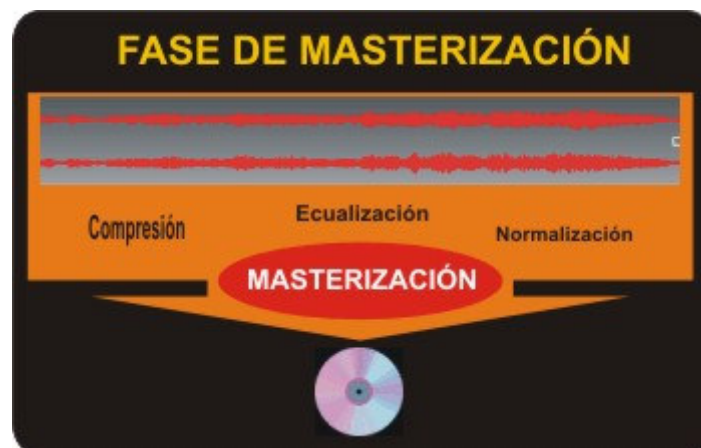 FASE DE MASTERIZACIÓN
Compresión
Ecualización
Normalización
MASTERIZACIÓN